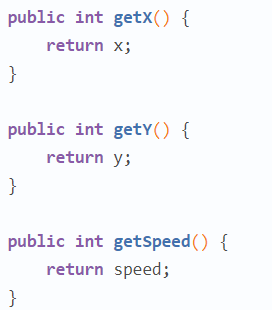 public int getX() {
    return x;
}

public int getY() {
    return y;
}

public int getSpeed() {
    return speed;
}